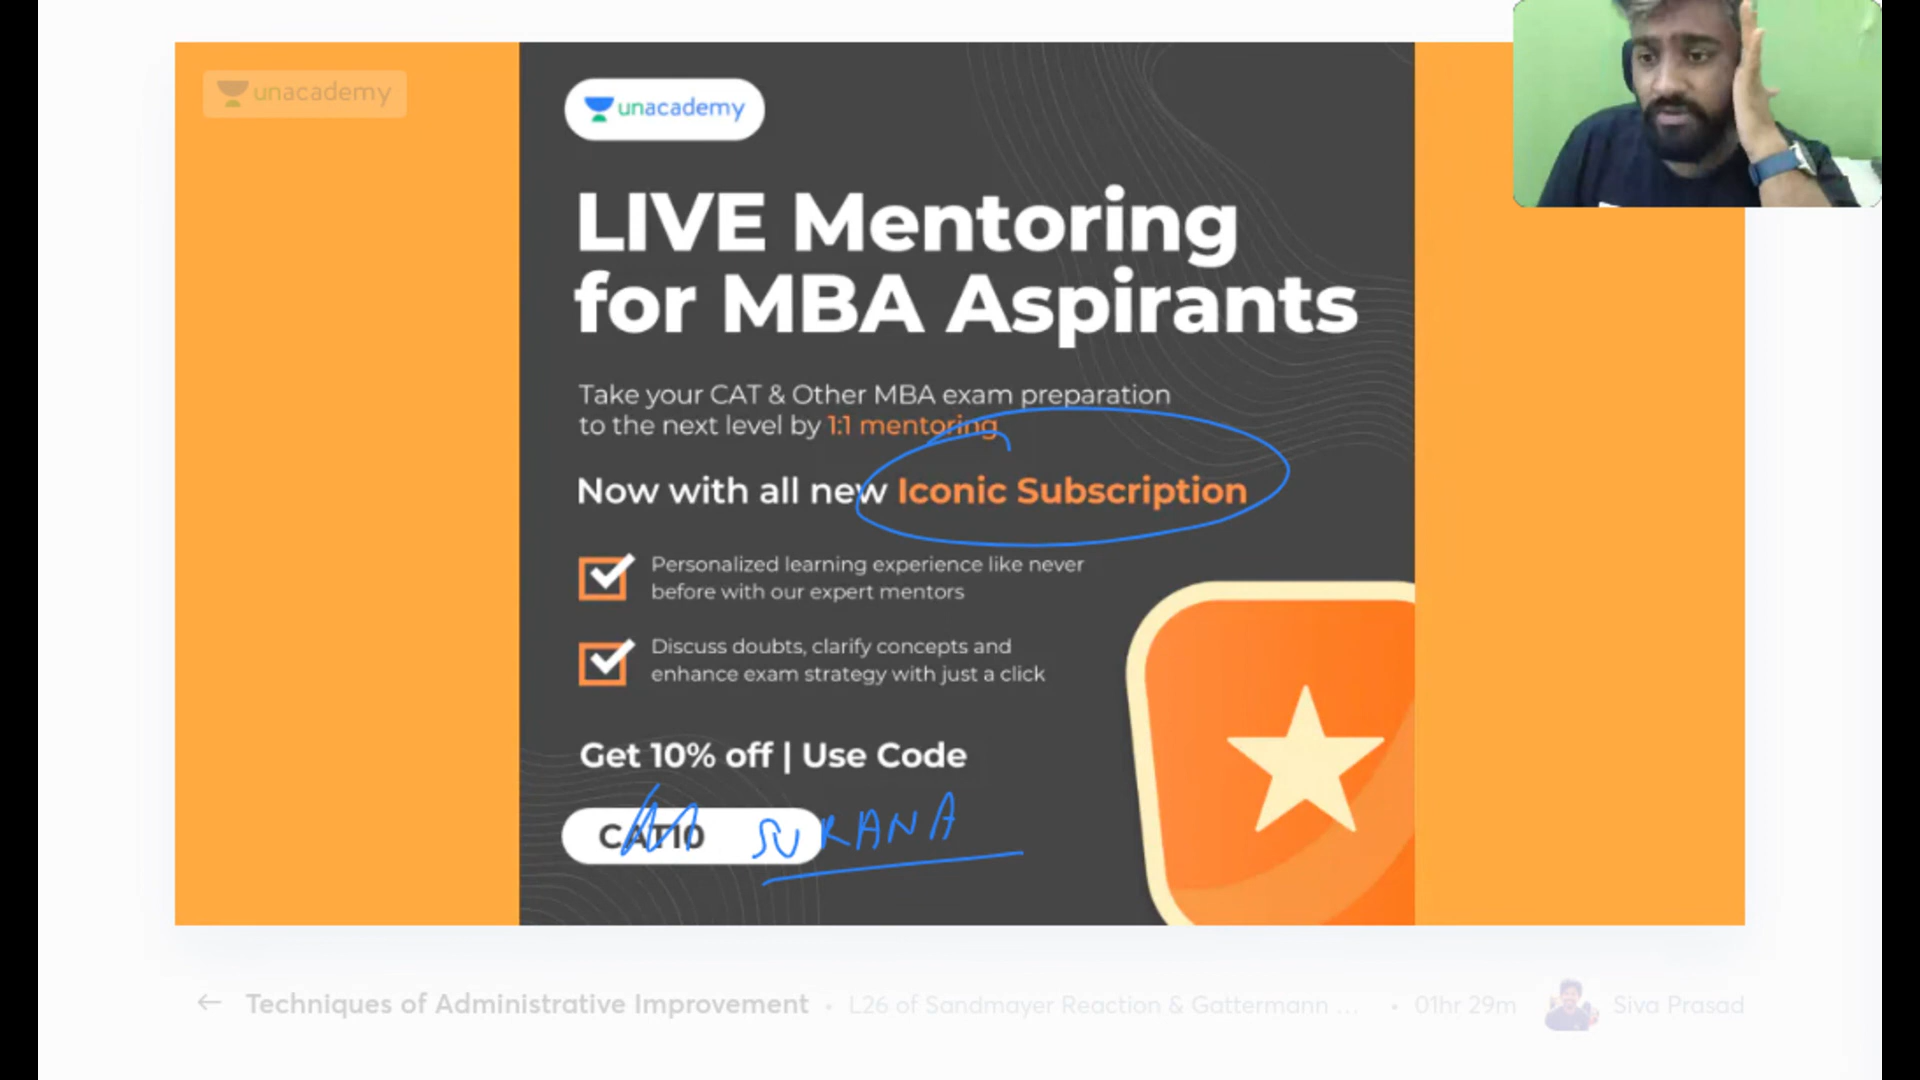 unacademy
unacademy
LIVE Mentoring
for MBA Aspirants
Take your CAT & Other MBA exam preparation
to the next level by 1:1 mentoring
Now with all new Iconic Subscription
Personalized learning experience like never
before with our expert mentors
Discuss doubts, clarify concepts and
enhance exam strategy with just a click
Get 10% off | Use Code
CAT10 SURANA
Techniques of Administrative Improvement • L26 of Sandmayer Reaction & Gattermann ... • 01hr 29m Siva Prasad